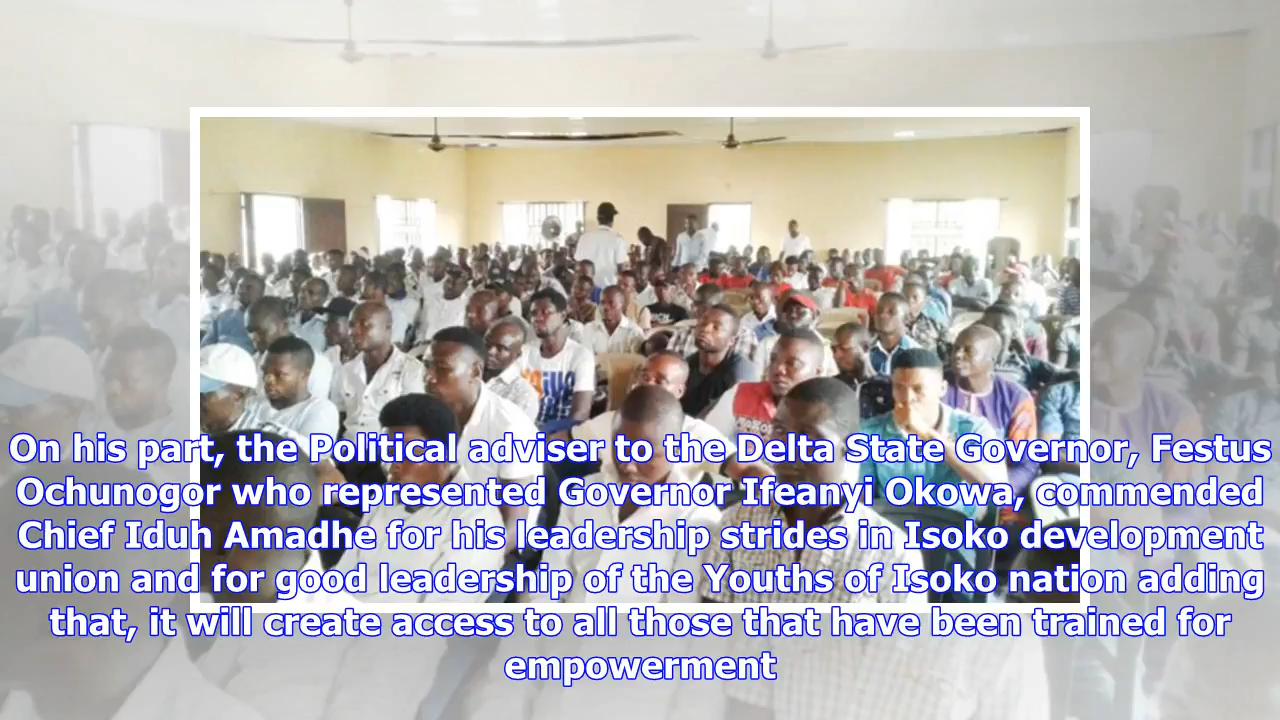 On his part, the Political adviser to the Delta State Governor, Festus
Ochunogor who represented Governor Ifeanyi Okowa, commended
Chief Iduh Amadhe for his leadership strides in Isoko development
union and for good leadership of the Youths of Isoko nation adding
that, it will create access to all those that have been trained for
empowerment